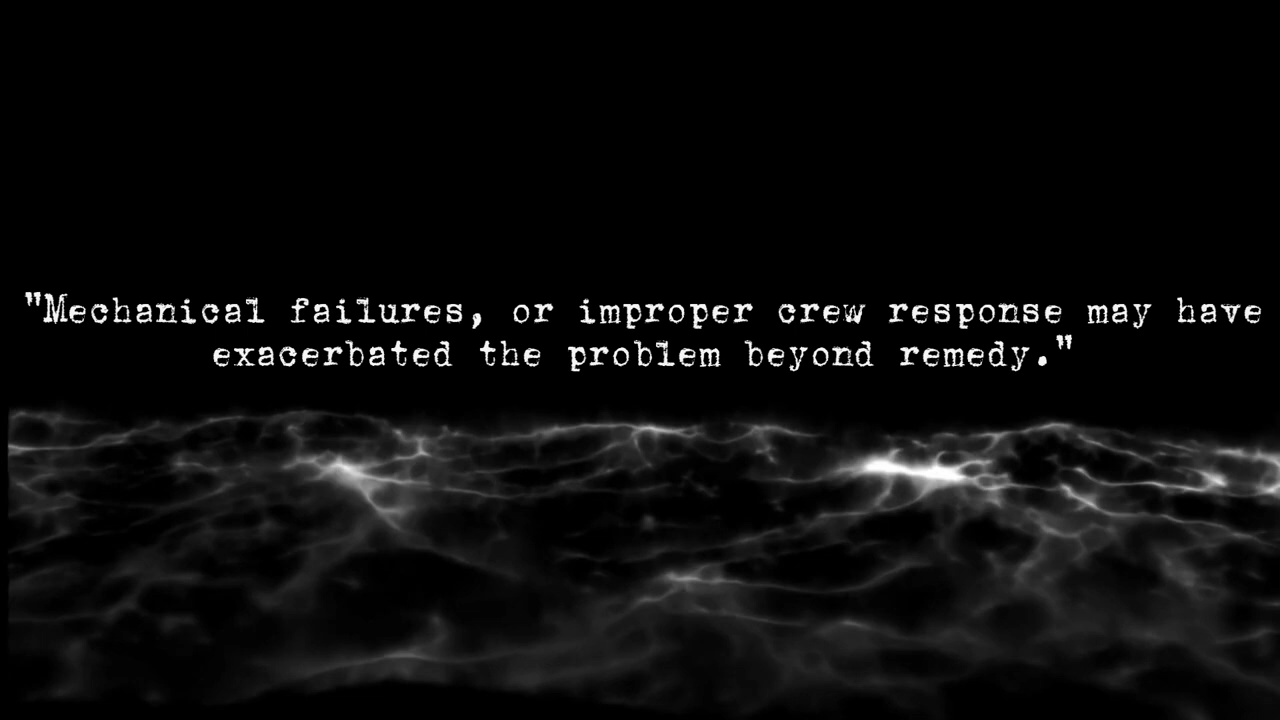 "Mechanical failures, or improper crew response may have
exacerbated the problem beyond remedy."